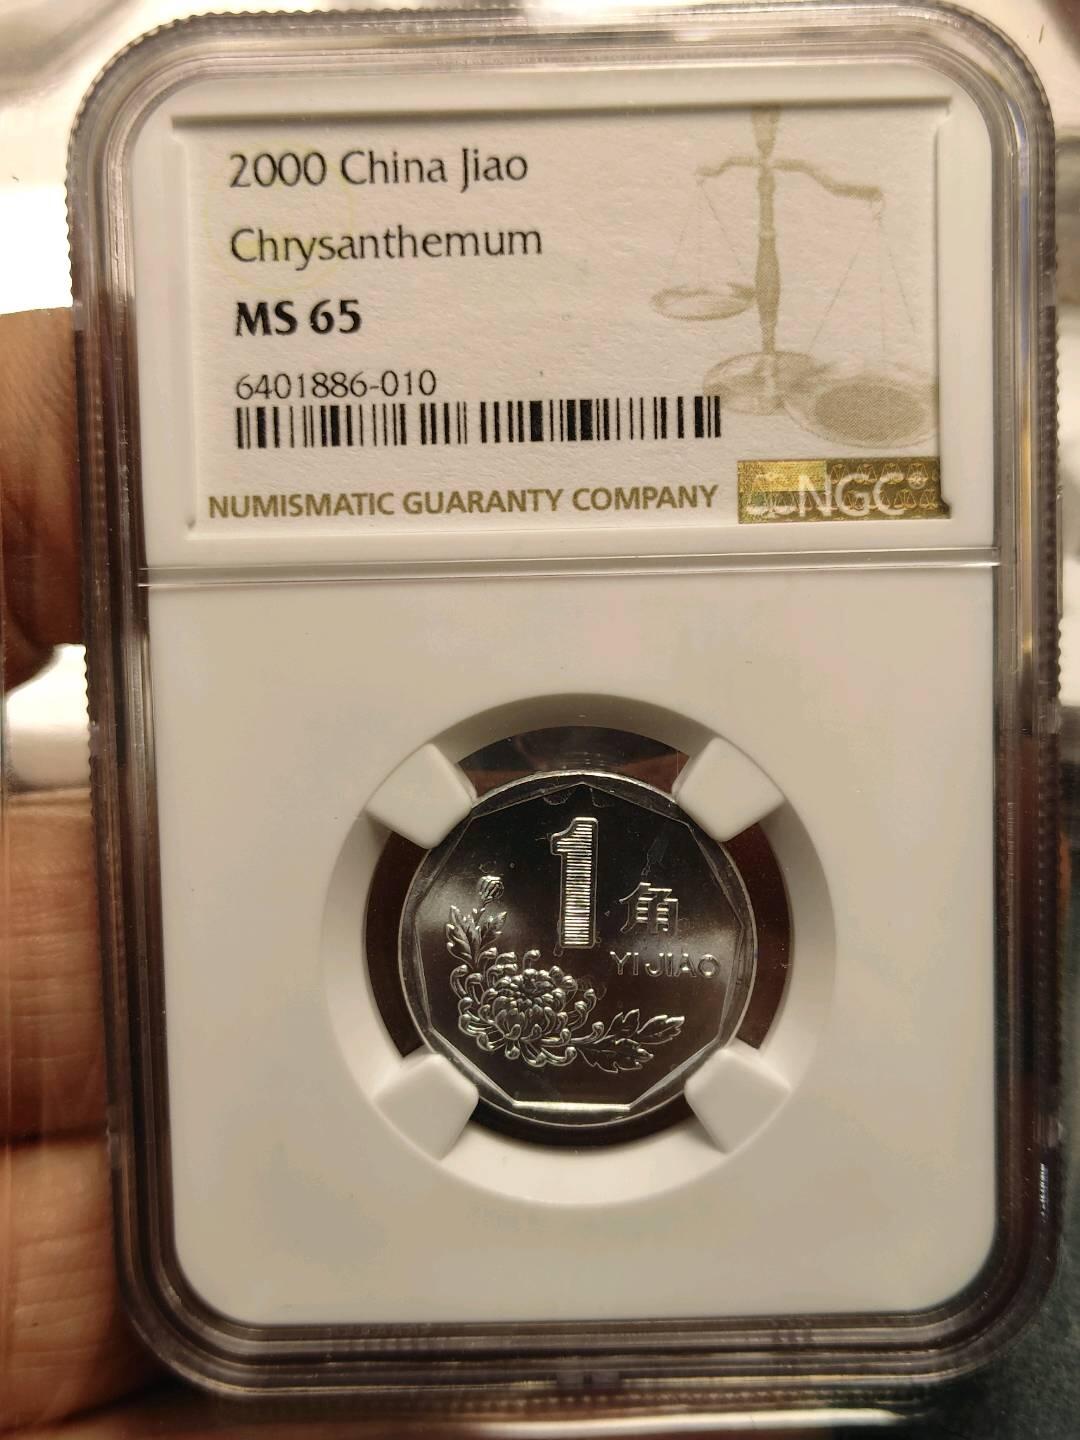 2000 China Jiao
Chrysanthemum
MS 65
6401886-010
NUMISMATIC GUARANTY COMPANY
NGC®
1
角
YI JIAO